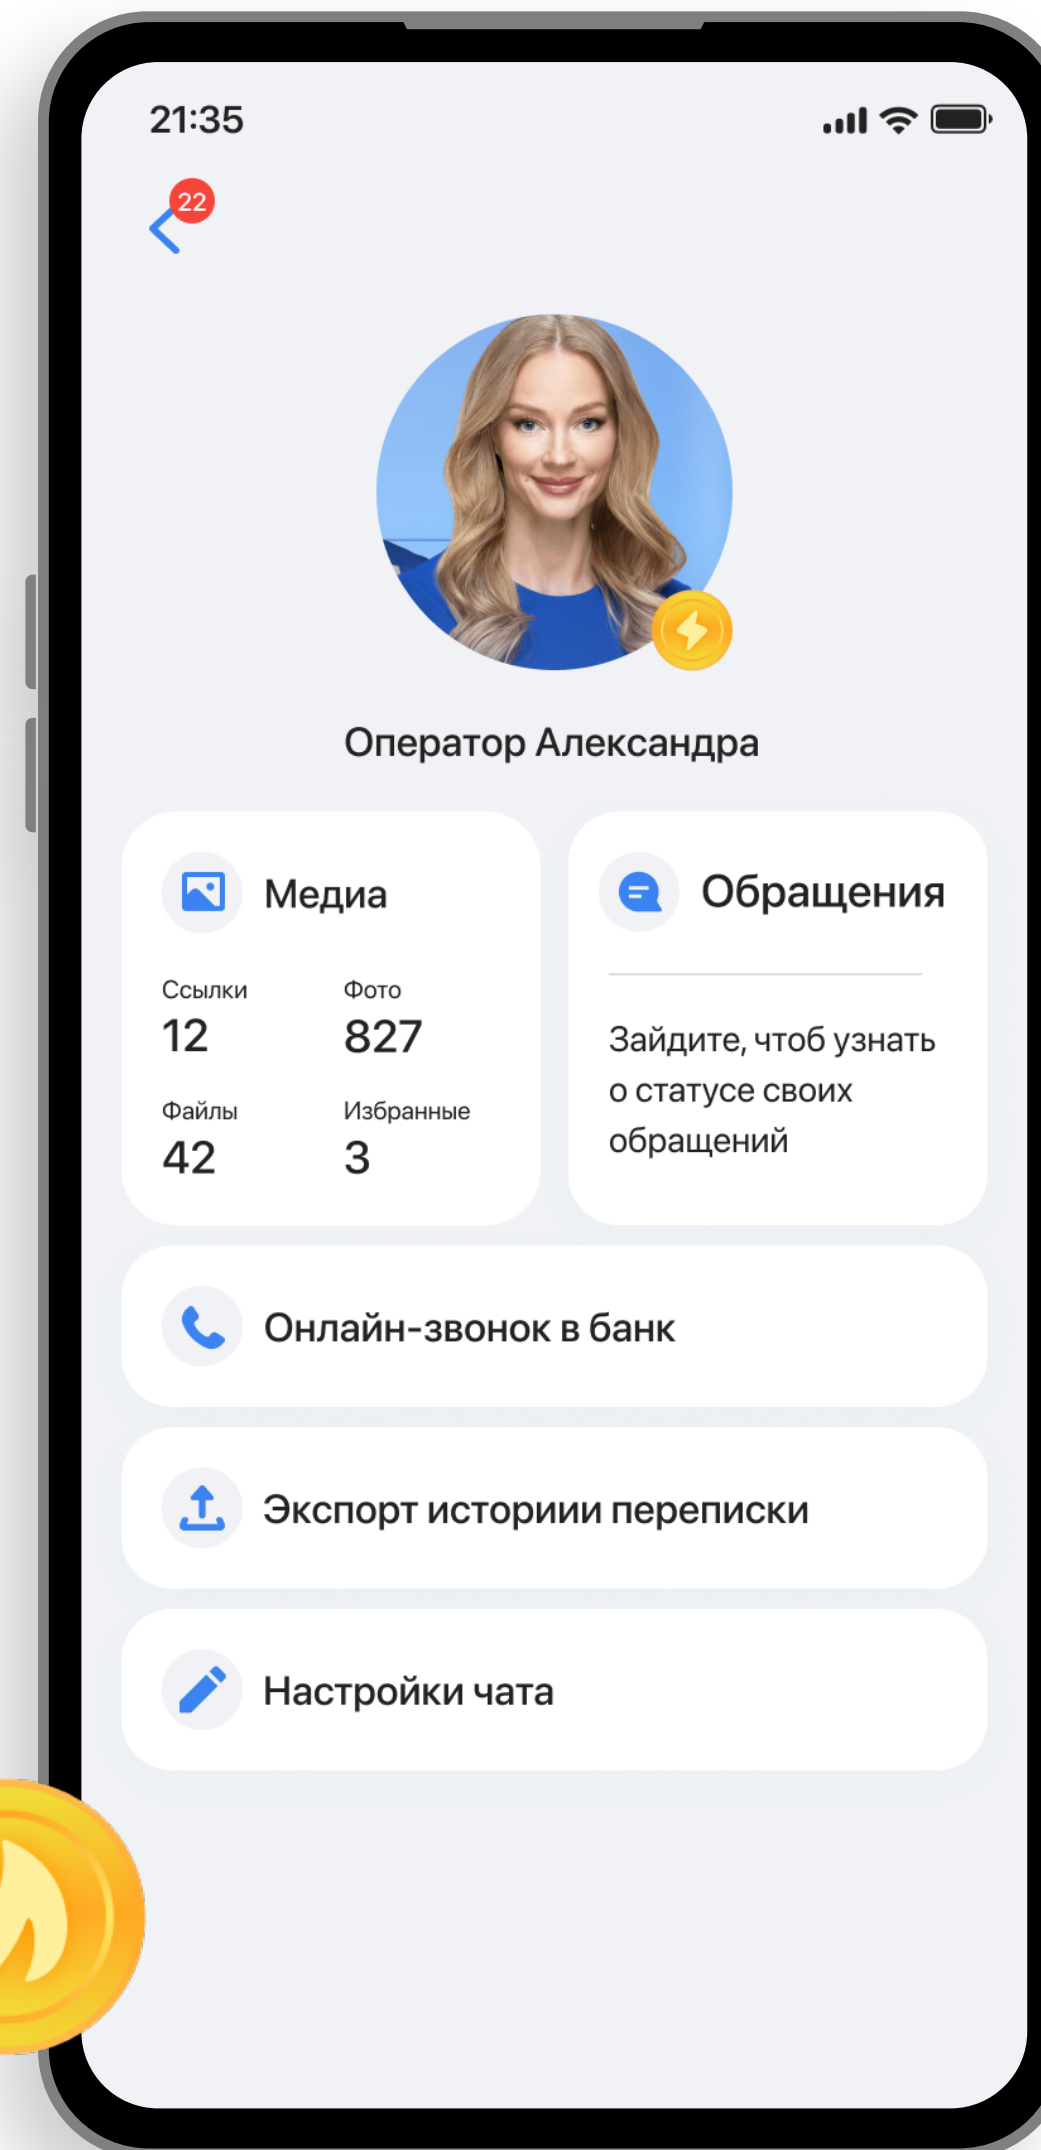 21:35
22
Оператор Александра
Медиа
Ссылки
12
Фото
827
Файлы
42
Избранные
3
Обращения
Зайдите, чтоб узнать
о статусе своих
обращений
Онлайн-звонок в банк
Экспорт историии переписки
Настройки чата